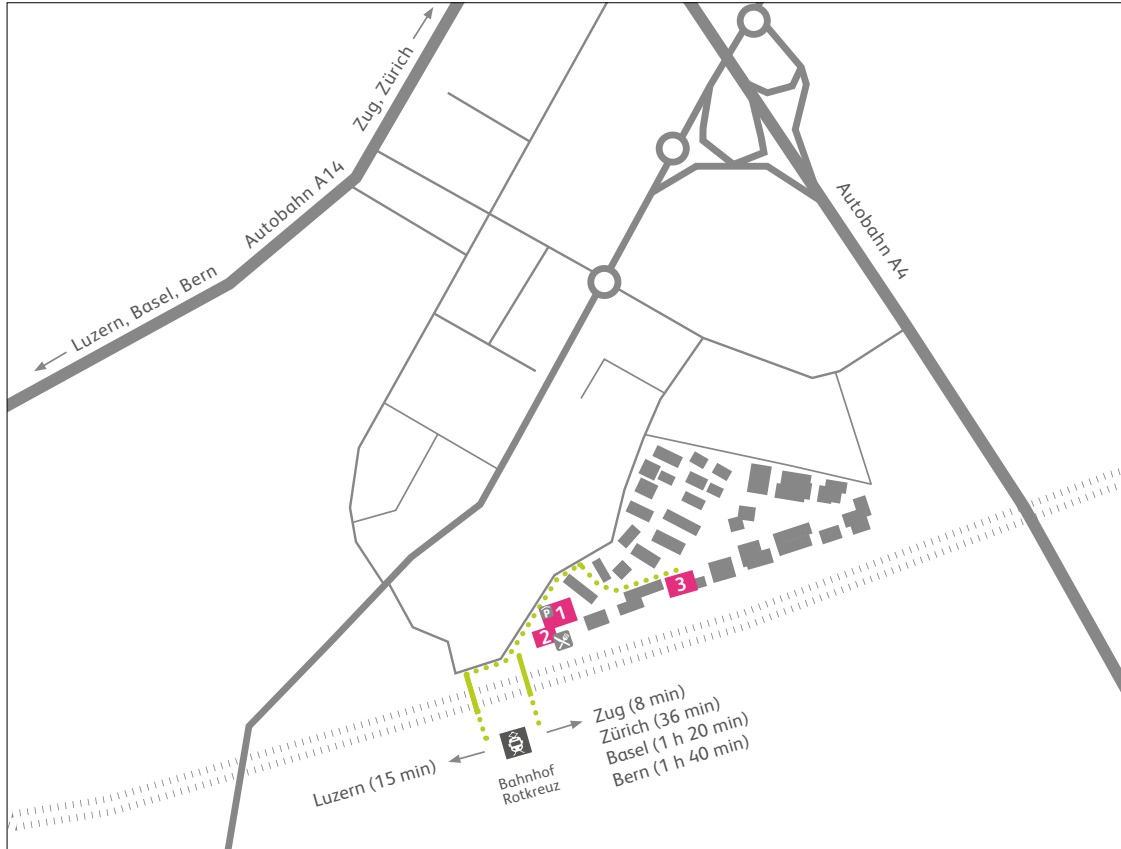 Zug, Zürich
Autobahn A14
Luzern, Basel, Bern
Autobahn A4
3
P
1
2
Zug (8 min)
Zürich (36 min)
Basel (1 h 20 min)
Bern (1 h 40 min)
Luzern (15 min)
Bahnhof
Rotkreuz